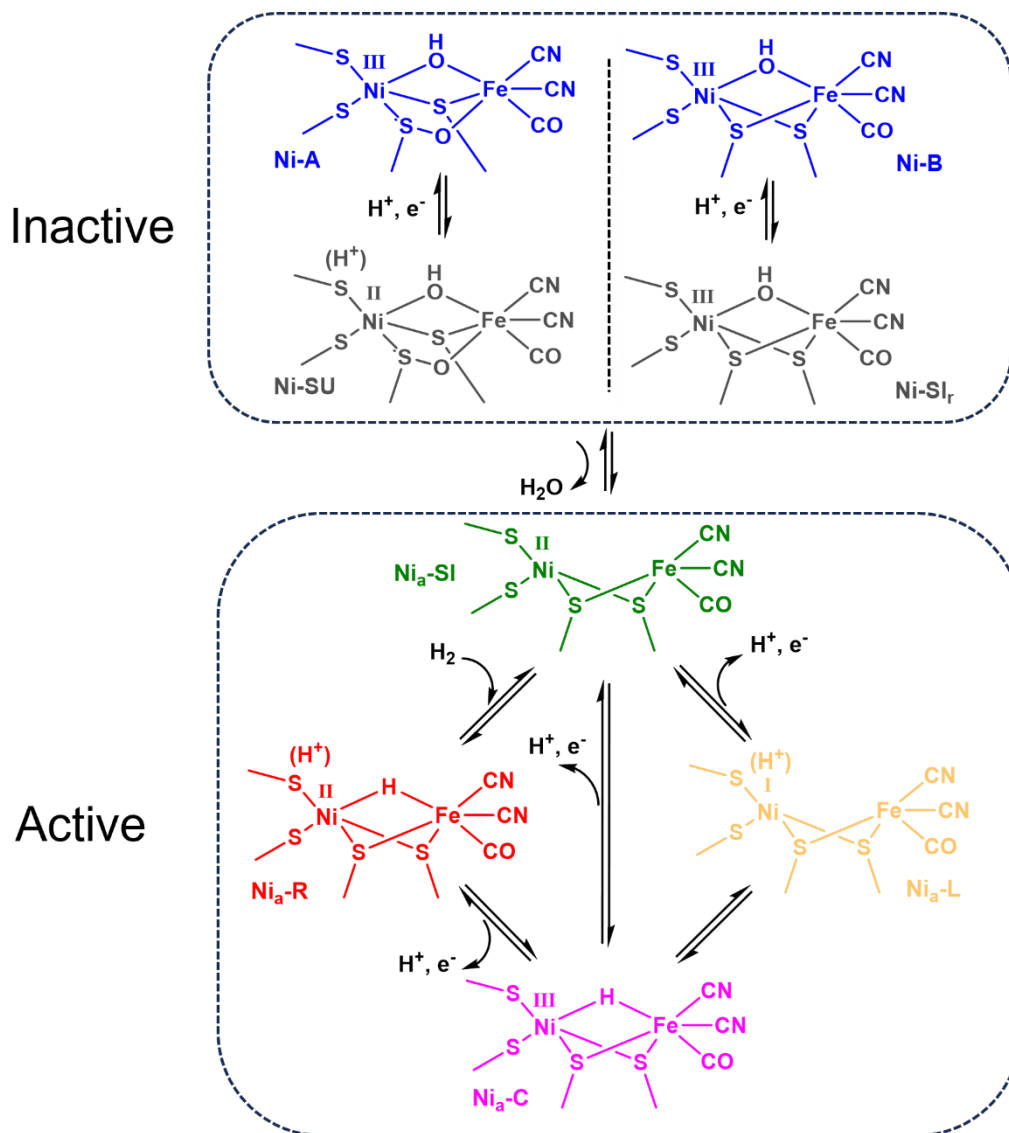 Inactive
H
O
S
III
Ni
Fe
CN
CN
CO
S
S
S
O
Ni-A
H
O
S
III
Ni
Fe
CN
CN
CO
S
S
S
Ni-B
H⁺, e⁻
H⁺, e⁻
(H⁺)
H
O
S
II
Ni
Fe
CN
CN
CO
S
S
S
O
Ni-SU
H
O
S
III
Ni
Fe
CN
CN
CO
S
S
S
Ni-SIᵣ
H₂O
Active
Niₐ-SI
S
II
Ni
Fe
CN
CN
CO
S
S
S
H₂
H⁺, e⁻
H⁺, e⁻
(H⁺)
S
II
Ni
H
Fe
CN
CN
CO
S
S
S
Niₐ-R
(H⁺)
S
I
Ni
Fe
CN
CN
CO
S
S
S
Niₐ-L
H⁺, e⁻
S
III
Ni
H
Fe
CN
CN
CO
S
S
S
Niₐ-C